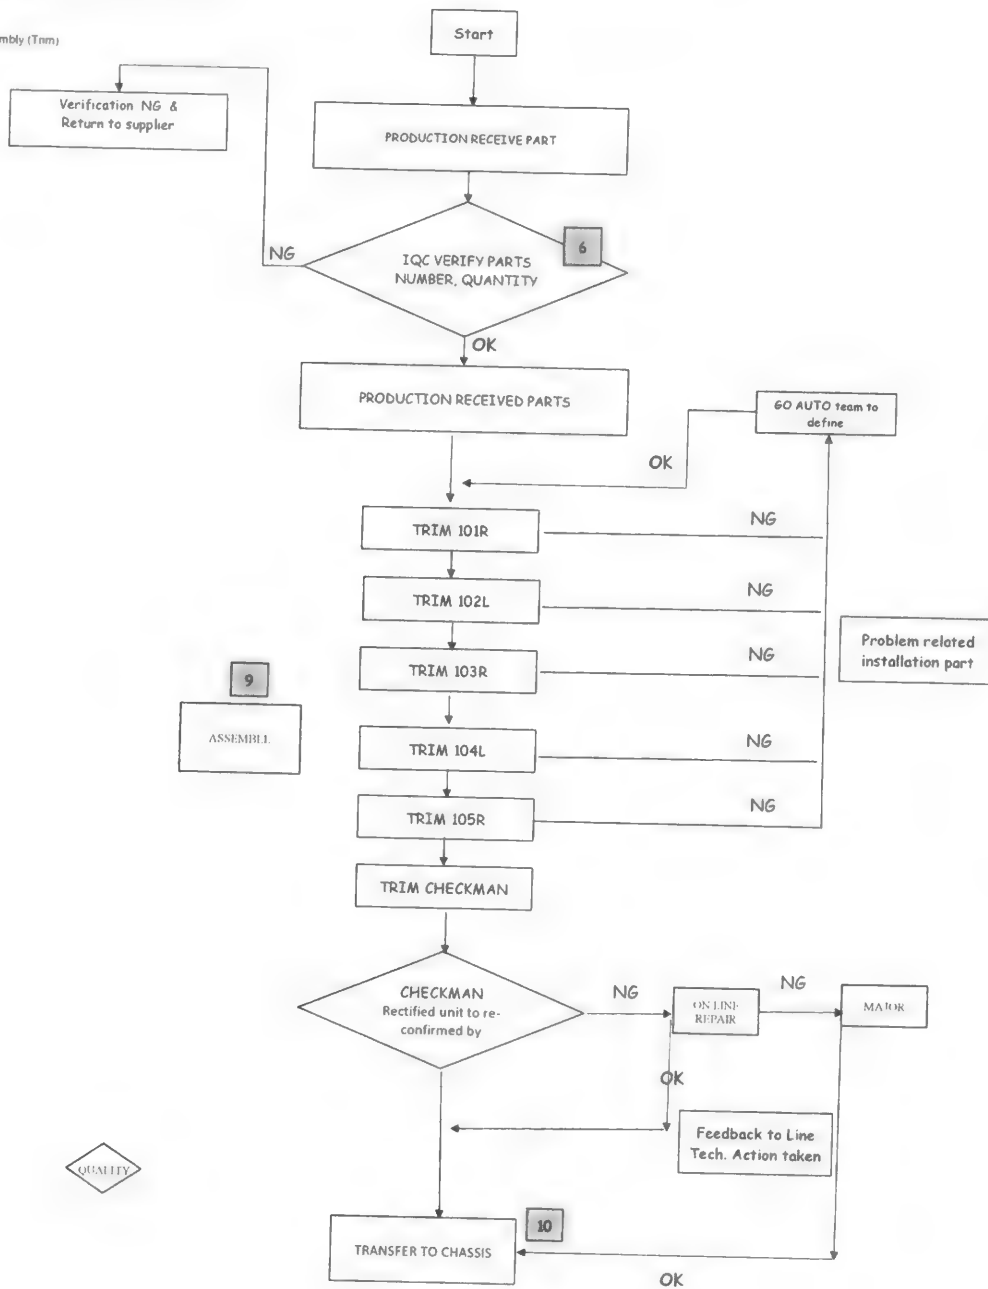 mbly (Trim)
Start
Verification NG &
Return to supplier
PRODUCTION RECEIVE PART
NG
IQC VERIFY PARTS
NUMBER, QUANTITY
6
OK
PRODUCTION RECEIVED PARTS
GO AUTO team to
define
OK
TRIM 101R
NG
TRIM 102L
NG
Problem related
installation part
TRIM 103R
NG
9
ASSEMBLE
TRIM 104L
NG
TRIM 105R
NG
TRIM CHECKMAN
CHECKMAN
Rectified unit to re-
confirmed by
NG
ON LINE
REPAIR
NG
MAJOR
OK
Feedback to Line
Tech. Action taken
QUALITY
10
TRANSFER TO CHASSIS
OK